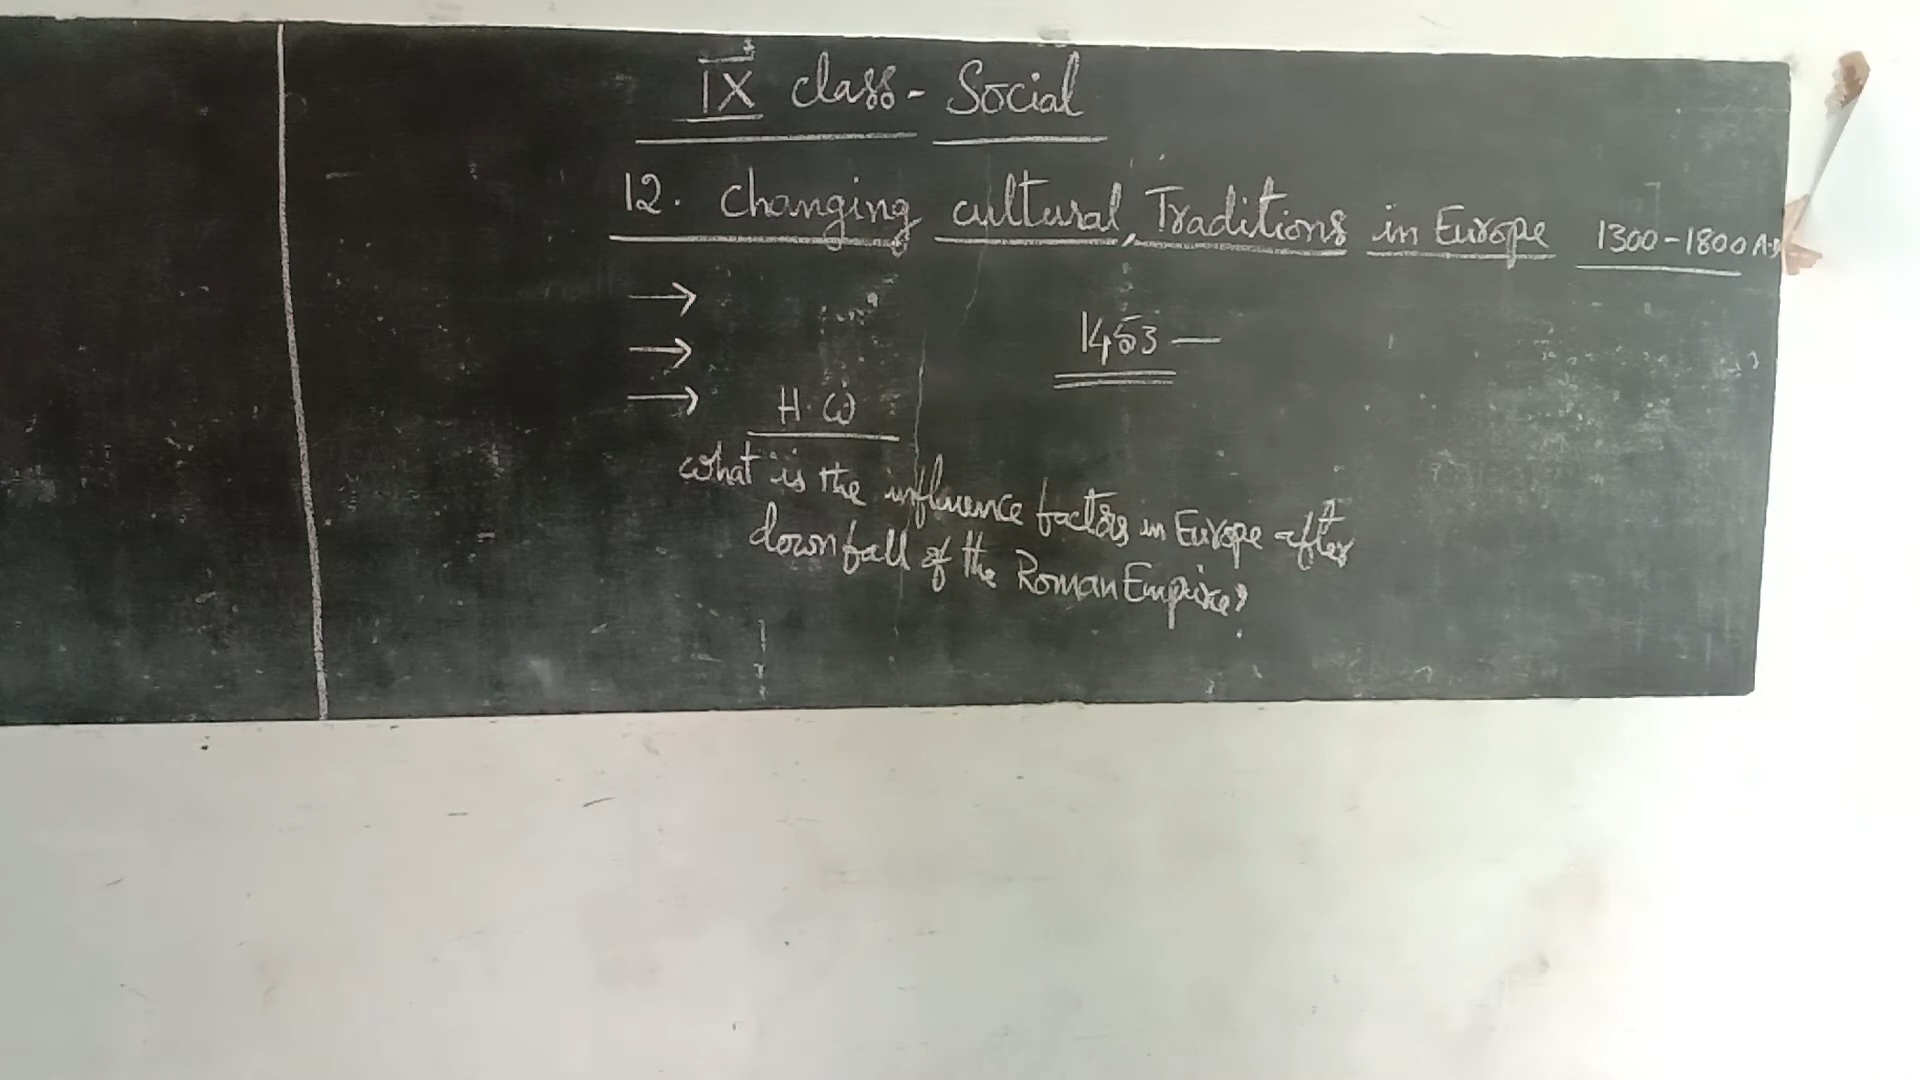 IX class - Social
12. Changing cultural, Traditions in Europe 1300-1800 A.D
→
→ 1453 —
→ H.W
What is the influence factors in Europe after
downfall of the Roman Empire?